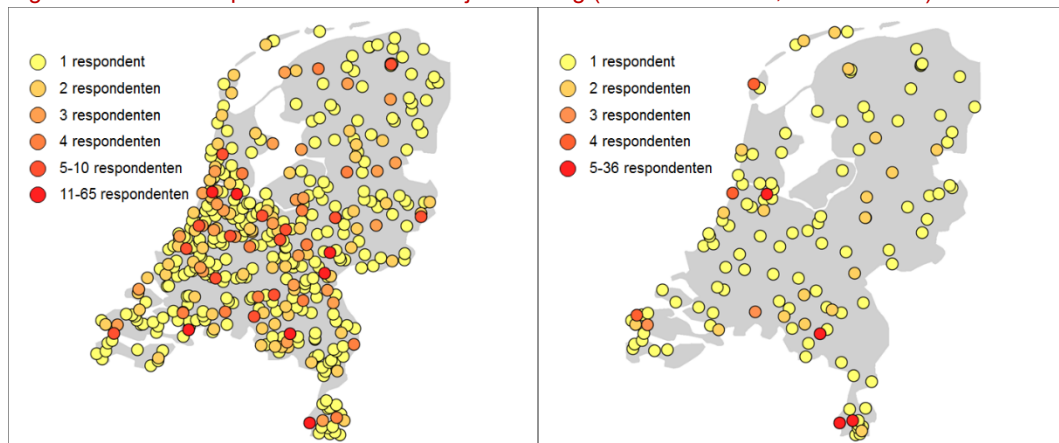 1 respondent
2 respondenten
3 respondenten
4 respondenten
5-10 respondenten
11-65 respondenten
1 respondent
2 respondenten
3 respondenten
4 respondenten
5-36 respondenten